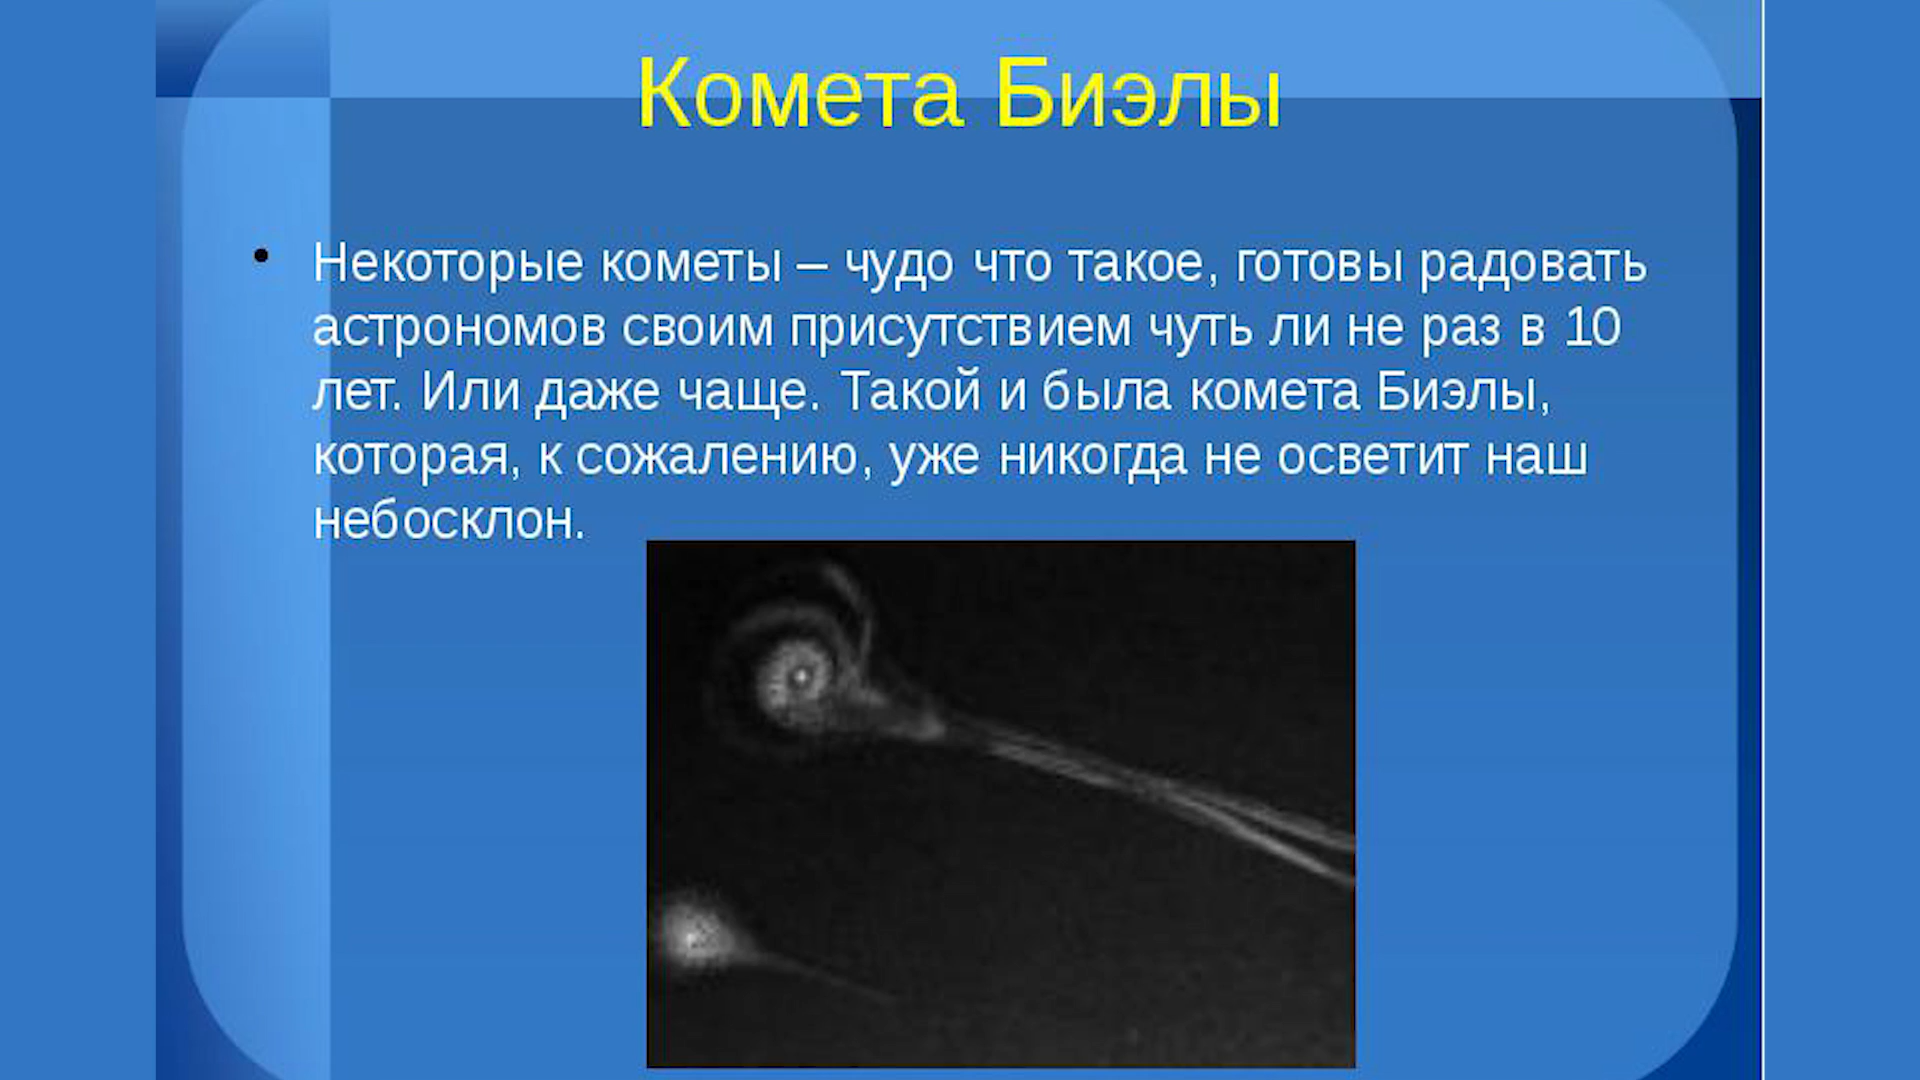 Комета Биэлы
• Некоторые кометы – чудо что такое, готовы радовать
астрономов своим присутствием чуть ли не раз в 10
лет. Или даже чаще. Такой и была комета Биэлы,
которая, к сожалению, уже никогда не осветит наш
небосклон.